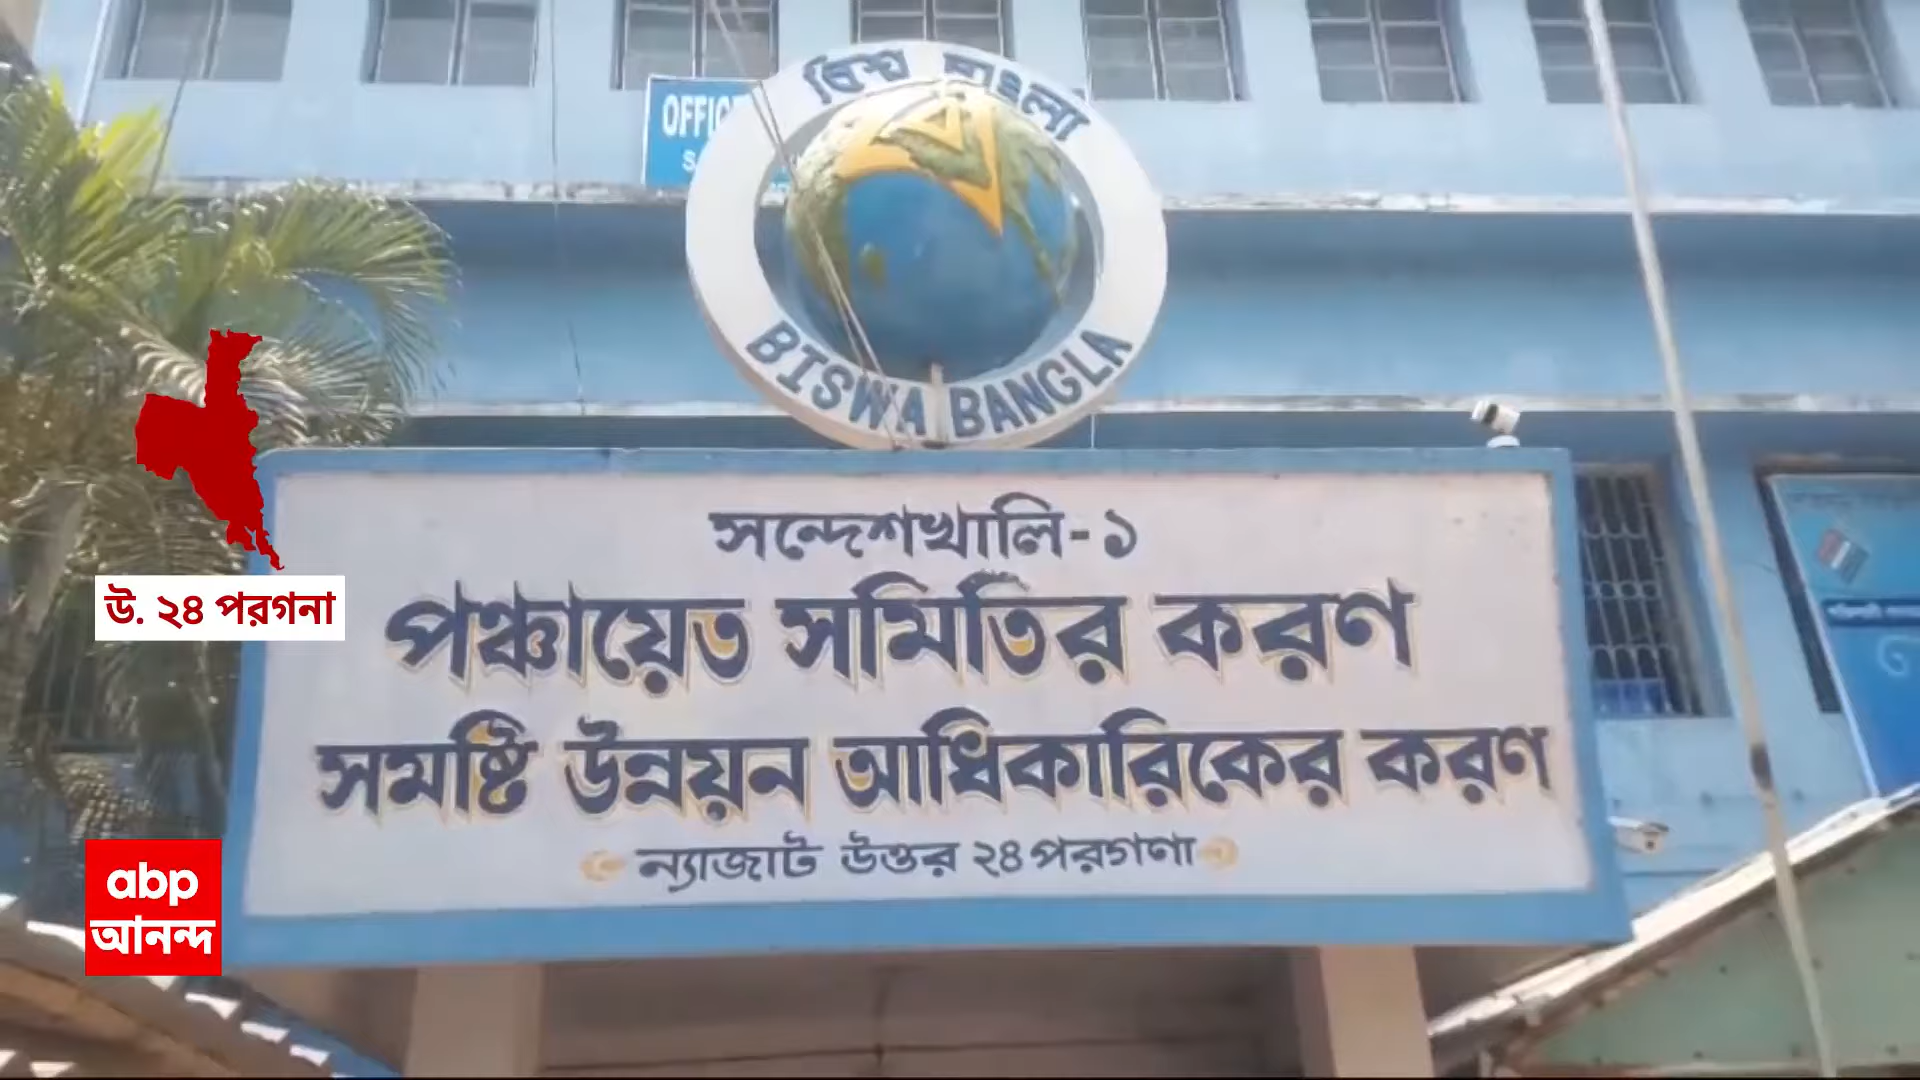 OFFIC
বিশ্ব বাংলা
BISWA BANGLA
সন্দেশখালি-১
পঞ্চায়েত সমিতির করণ
সমষ্টি উন্নয়ন আধিকারিকের করণ
ন্যাজাট উত্তর ২৪ পরগণা
উ. ২৪ পরগনা
abp
আনন্দ